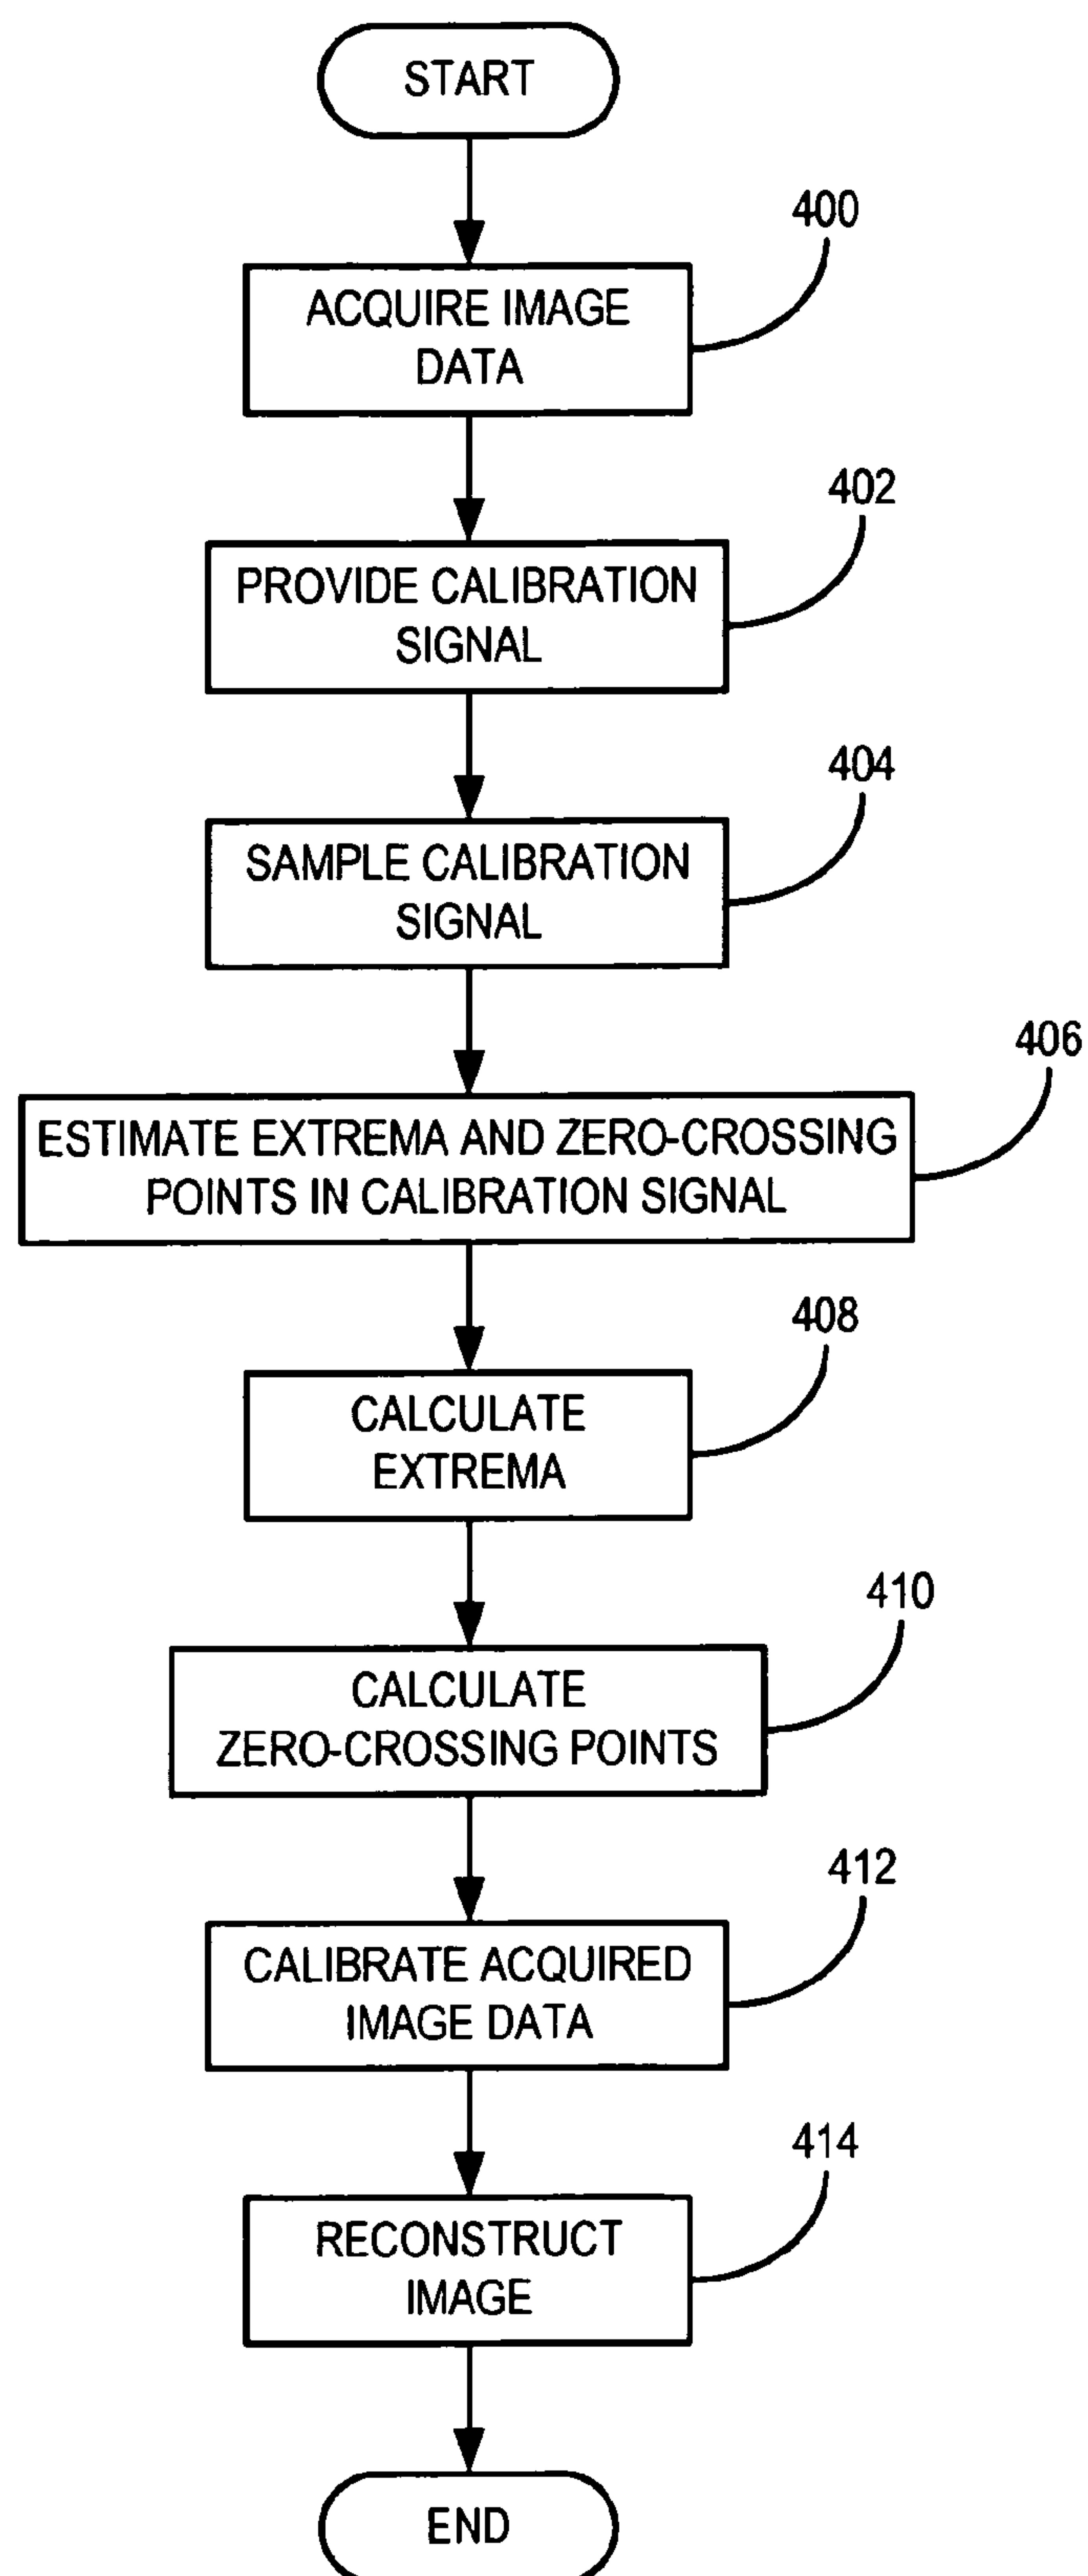 START
400
ACQUIRE IMAGE
DATA
402
PROVIDE CALIBRATION
SIGNAL
404
SAMPLE CALIBRATION
SIGNAL
406
ESTIMATE EXTREMA AND ZERO-CROSSING
POINTS IN CALIBRATION SIGNAL
408
CALCULATE
EXTREMA
410
CALCULATE
ZERO-CROSSING POINTS
412
CALIBRATE ACQUIRED
IMAGE DATA
414
RECONSTRUCT
IMAGE
END